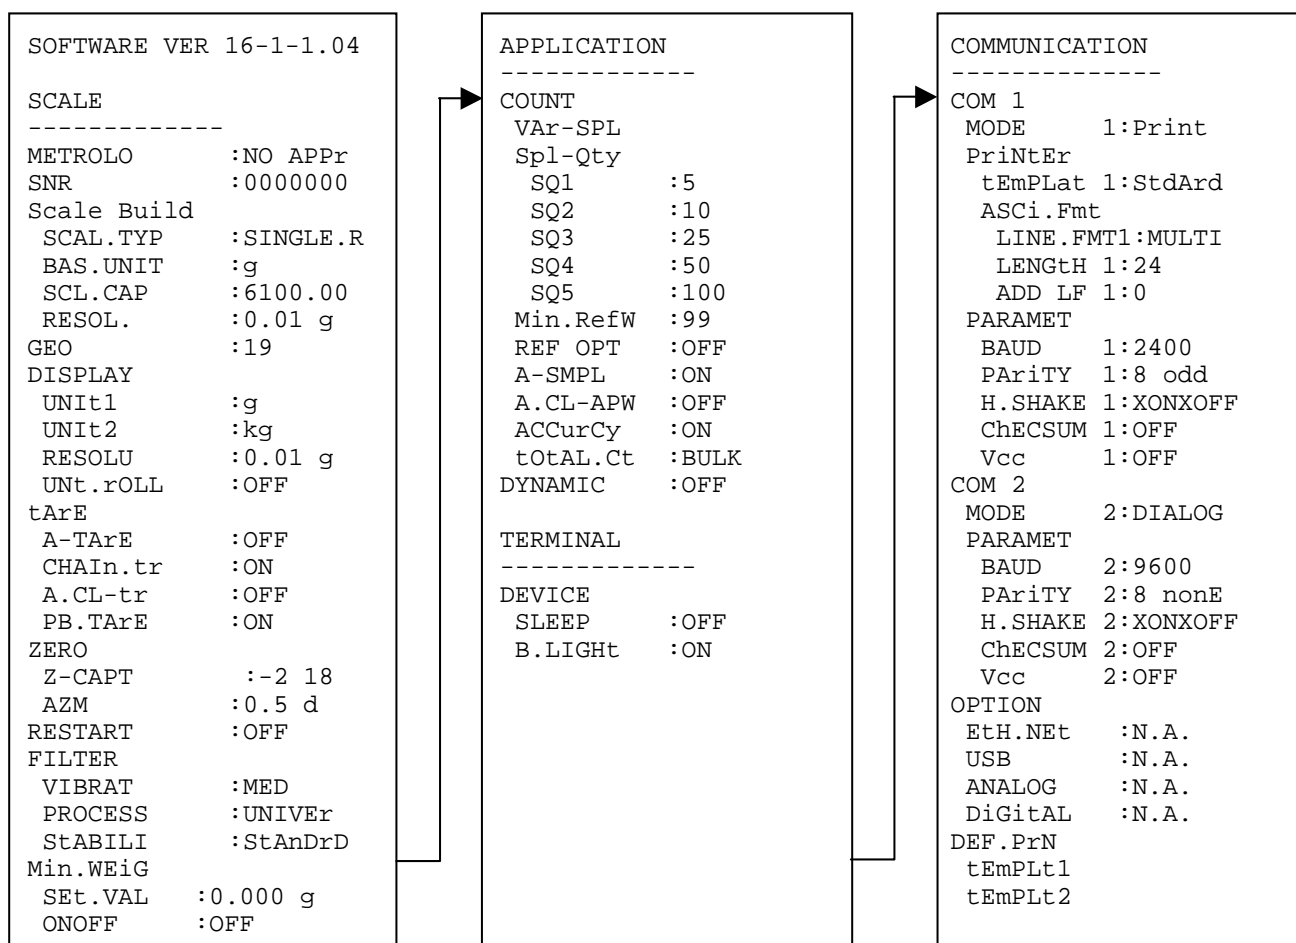 SOFTWARE VER 16-1-1.04
SCALE
-------------
METROLO :NO APPr
SNR :0000000
Scale Build
SCAL.TYP :SINGLE.R
BAS.UNIT :g
SCL.CAP :6100.00
RESOL. :0.01 g
GEO :19
DISPLAY
UNIt1 :g
UNIt2 :kg
RESOLU :0.01 g
UNt.rOLL :OFF
tArE
A-TArE :OFF
CHAIn.tr :ON
A.CL-tr :OFF
PB.TArE :ON
ZERO
Z-CAPT :-2 18
AZM :0.5 d
RESTART :OFF
FILTER
VIBRAT :MED
PROCESS :UNIVEr
StABILI :StAnDrD
Min.WEiG
SEt.VAL :0.000 g
ONOFF :OFF
APPLICATION
-------------
COUNT
VAr-SPL
Spl-Qty
SQ1 :5
SQ2 :10
SQ3 :25
SQ4 :50
SQ5 :100
Min.RefW :99
REF OPT :OFF
A-SMPL :ON
A.CL-APW :OFF
ACCurCy :ON
tOtAL.Ct :BULK
DYNAMIC :OFF
TERMINAL
-------------
DEVICE
SLEEP :OFF
B.LIGHt :ON
COMMUNICATION
--------------
COM 1
MODE 1:Print
PriNtEr
tEmPLat 1:StdArd
ASCi.Fmt
LINE.FMT1:MULTI
LENGtH 1:24
ADD LF 1:0
PARAMET
BAUD 1:2400
PAriTY 1:8 odd
H.SHAKE 1:XONXOFF
ChECSUM 1:OFF
Vcc 1:OFF
COM 2
MODE 2:DIALOG
PARAMET
BAUD 2:9600
PAriTY 2:8 nonE
H.SHAKE 2:XONXOFF
ChECSUM 2:OFF
Vcc 2:OFF
OPTION
EtH.NEt :N.A.
USB :N.A.
ANALOG :N.A.
DiGitAL :N.A.
DEF.PrN
tEmPLt1
tEmPLt2